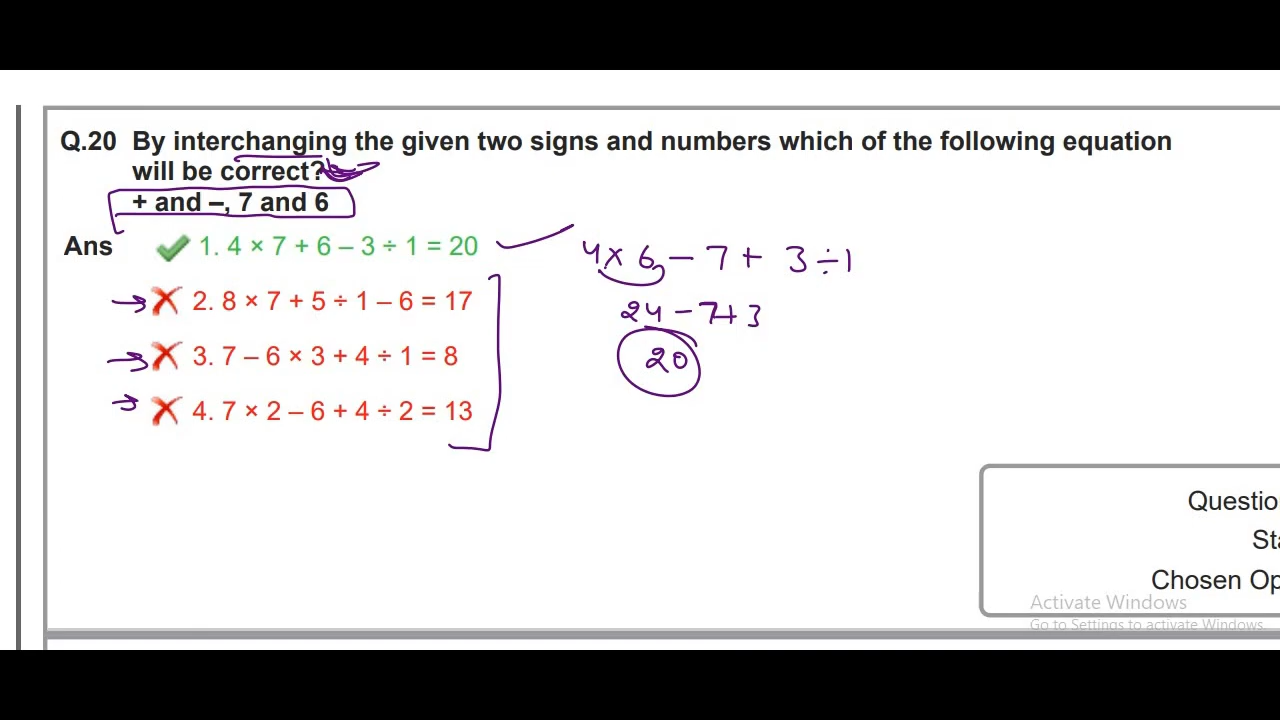 Q.20 By interchanging the given two signs and numbers which of the following equation
will be correct?
+ and –, 7 and 6
Ans 1. 4 × 7 + 6 – 3 ÷ 1 = 20
2. 8 × 7 + 5 ÷ 1 – 6 = 17
3. 7 – 6 × 3 + 4 ÷ 1 = 8
4. 7 × 2 – 6 + 4 ÷ 2 = 13
4 × 6 – 7 + 3 ÷ 1
24 – 7 + 3
20
Questio
Sta
Chosen Op
Activate Windows
Go to Settings to activate Windows.